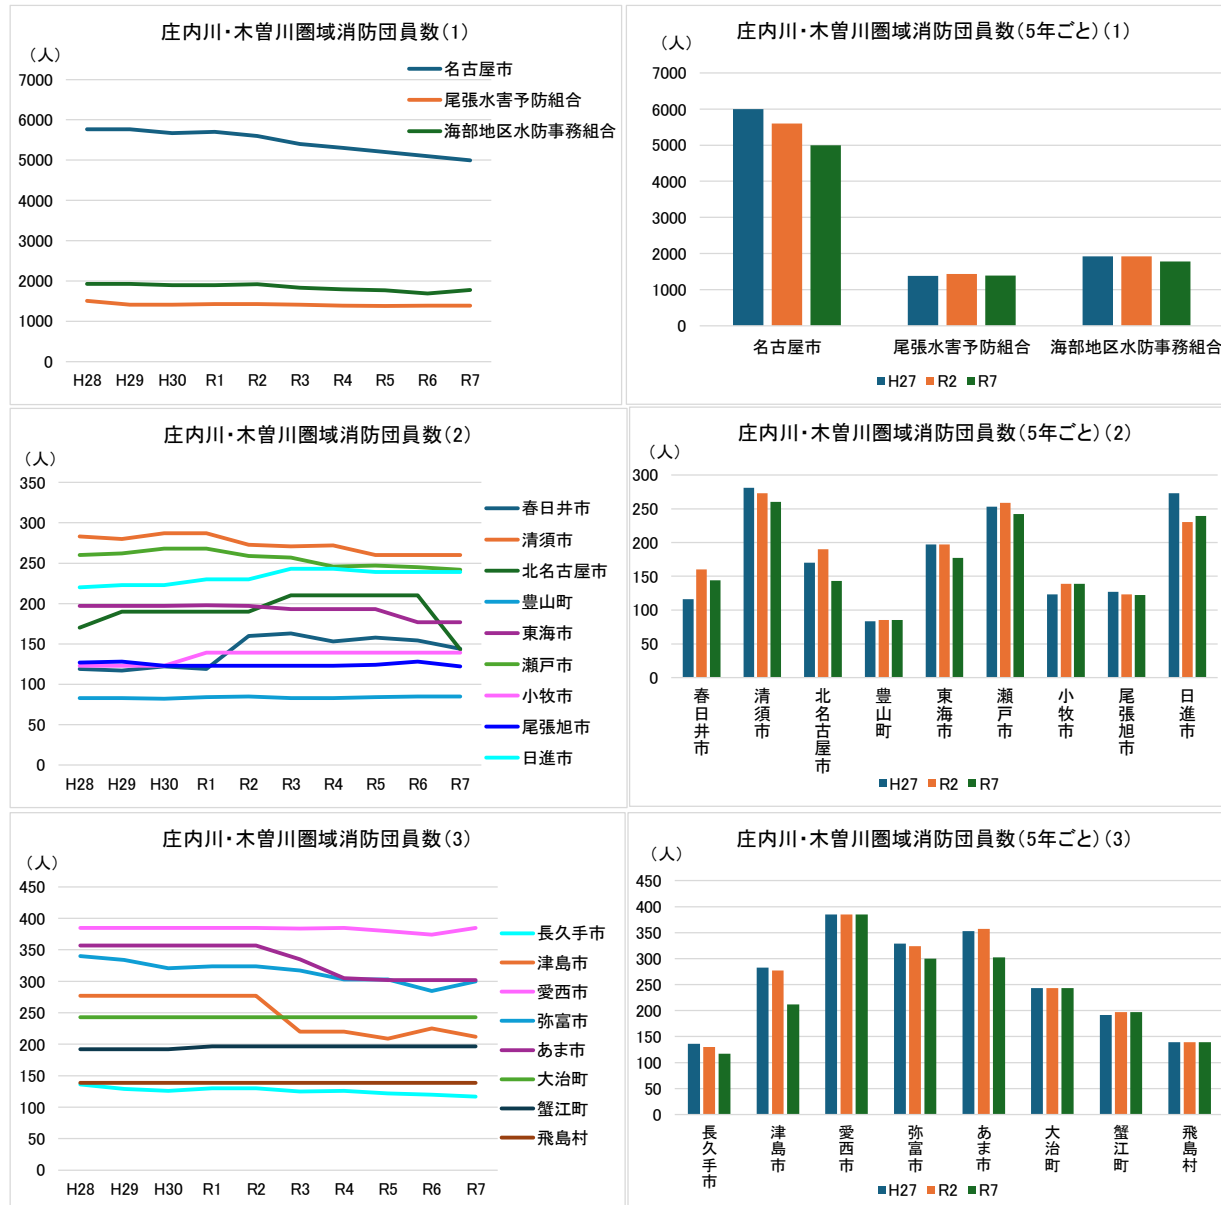 庄内川・木曽川圏域消防団員数(1)
(人)
7000
6000
5000
4000
3000
2000
1000
0
H28 H29 H30 R1 R2 R3 R4 R5 R6 R7
名古屋市
尾張水害予防組合
海部地区水防事務組合
庄内川・木曽川圏域消防団員数(5年ごと)(1)
(人)
7000
6000
5000
4000
3000
2000
1000
0
名古屋市 尾張水害予防組合 海部地区水防事務組合
H27 R2 R7
庄内川・木曽川圏域消防団員数(2)
(人)
350
300
250
200
150
100
50
0
H28 H29 H30 R1 R2 R3 R4 R5 R6 R7
春日井市
清須市
北名古屋市
豊山町
東海市
瀬戸市
小牧市
尾張旭市
日進市
庄内川・木曽川圏域消防団員数(5年ごと)(2)
(人)
300
250
200
150
100
50
0
春日井市
清須市
北名古屋市
豊山町
東海市
瀬戸市
小牧市
尾張旭市
日進市
H27 R2 R7
庄内川・木曽川圏域消防団員数(3)
(人)
450
400
350
300
250
200
150
100
50
0
H28 H29 H30 R1 R2 R3 R4 R5 R6 R7
長久手市
津島市
愛西市
弥富市
あま市
大治町
蟹江町
飛島村
庄内川・木曽川圏域消防団員数(5年ごと)(3)
(人)
450
400
350
300
250
200
150
100
50
0
長久手市
津島市
愛西市
弥富市
あま市
大治町
蟹江町
飛島村
H27 R2 R7